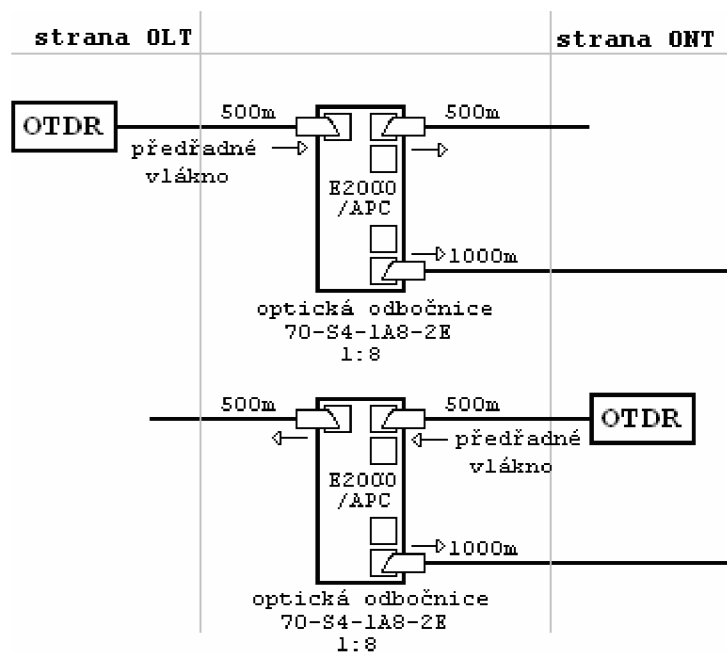 strana OLT
strana ONT
500m
500m
OTDR
předřadné
vlákno
E2000
/APC
1000m
optická odbočnice
70-S4-1A8-2E
1:8
500m
500m
OTDR
předřadné
vlákno
E2000
/APC
1000m
optická odbočnice
70-S4-1A8-2E
1:8